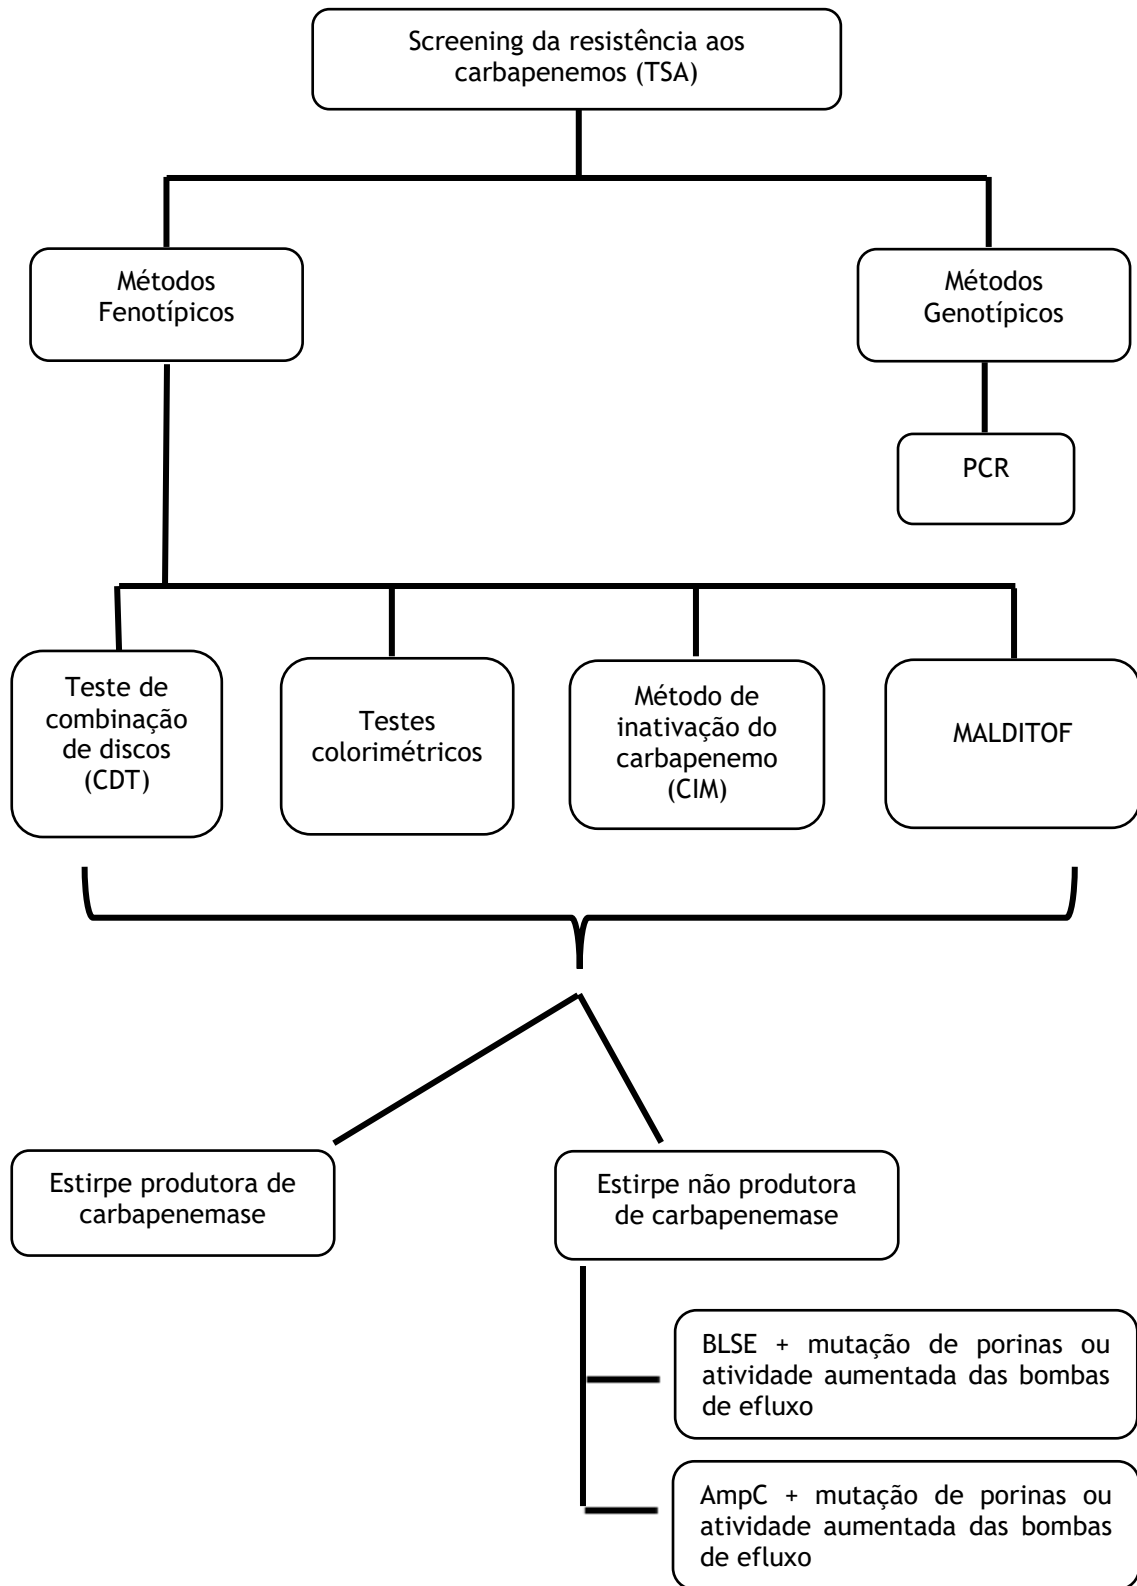 Screening da resistência aos
carbapenemos (TSA)
Métodos
Fenotípicos
Métodos
Genotípicos
PCR
Teste de
combinação
de discos
(CDT)
Testes
colorimétricos
Método de
inativação do
carbapenemo
(CIM)
MALDITOF
Estirpe produtora de
carbapenemase
Estirpe não produtora
de carbapenemase
BLSE + mutação de porinas ou
atividade aumentada das bombas
de efluxo
AmpC + mutação de porinas ou
atividade aumentada das bombas
de efluxo